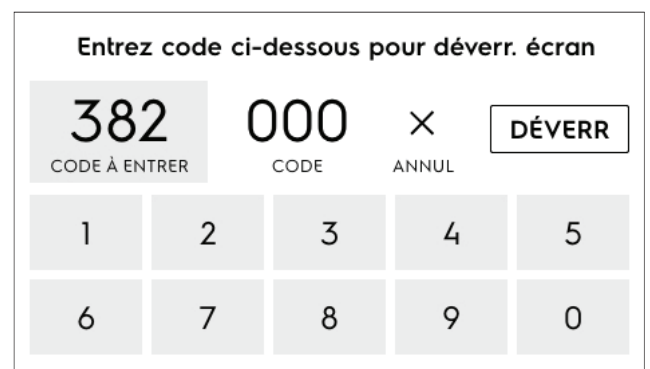 Entrez code ci-dessous pour déverr. écran
382 000 × DÉVERR
CODE À ENTRER CODE ANNUL
1 2 3 4 5
6 7 8 9 0